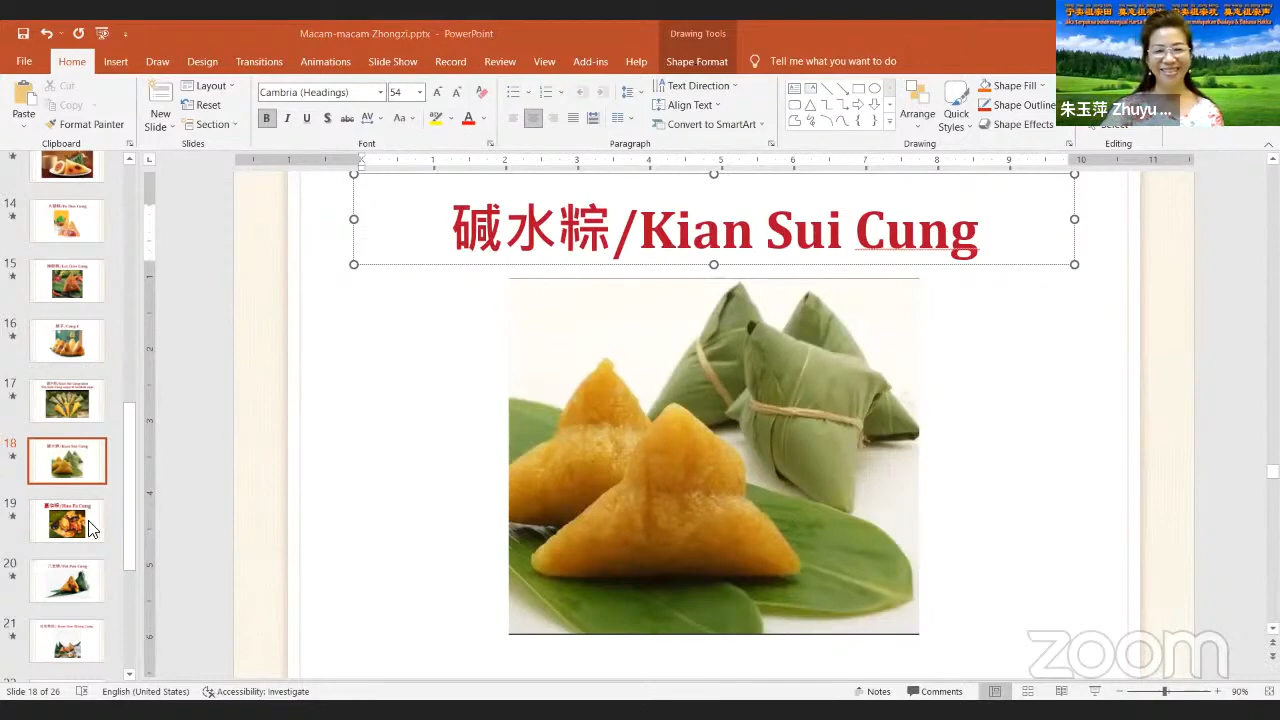 Macam-macam Zhongzi.pptx - PowerPoint
Drawing Tools
File Home Insert Draw Design Transitions Animations Slide Show Record Review View Add-ins Help Shape Format Tell me what you want to do
Paste
Cut
Copy
Format Painter
Clipboard
New Slide
Layout
Reset
Section
Slides
Cambria (Headings) 54
Font
Text Direction
Align Text
Convert to SmartArt
Paragraph
Arrange
Quick Styles
Shape Fill
Shape Outline
Shape Effects
Drawing
Select
Editing
朱玉萍 Zhuyu ...
14
15
16
17
18
19
20
21
碱水粽/Kian Sui Cung
zoom
Slide 18 of 26 English (United States) Accessibility: Investigate Notes Comments 90%